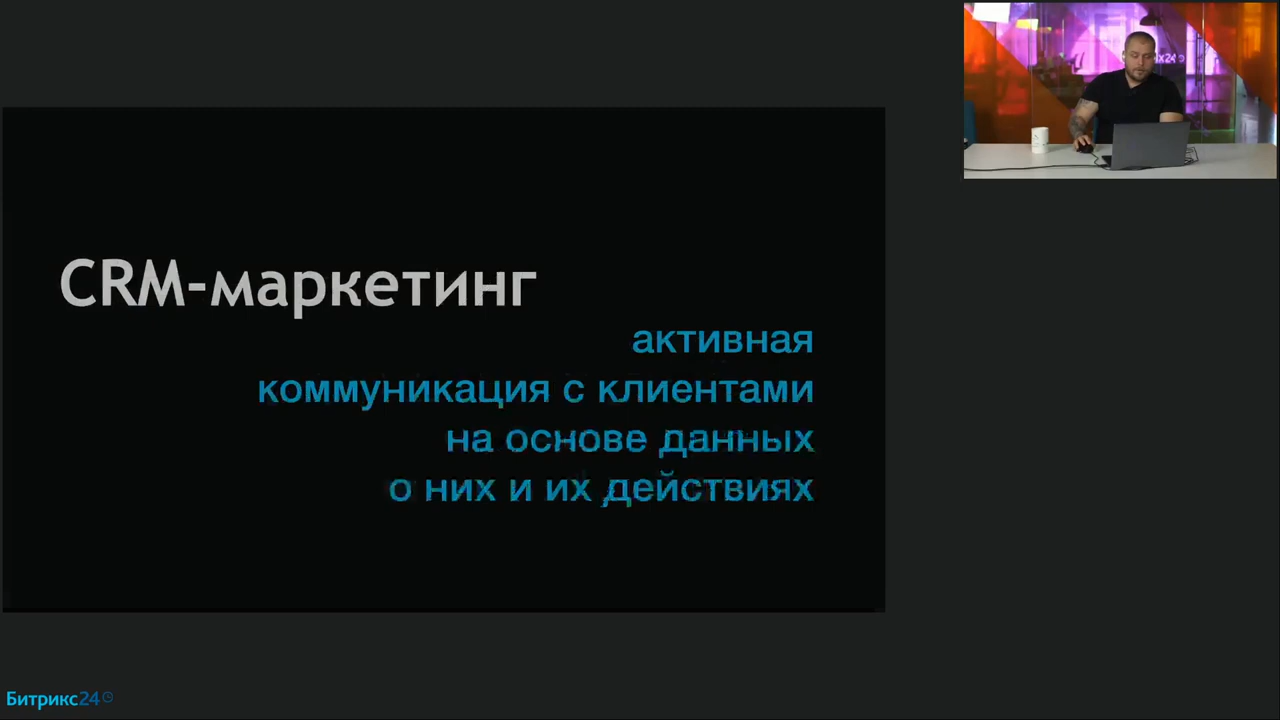 CRM-маркетинг
активная
коммуникация с клиентами
на основе данных
о них и их действиях
Битрикс24